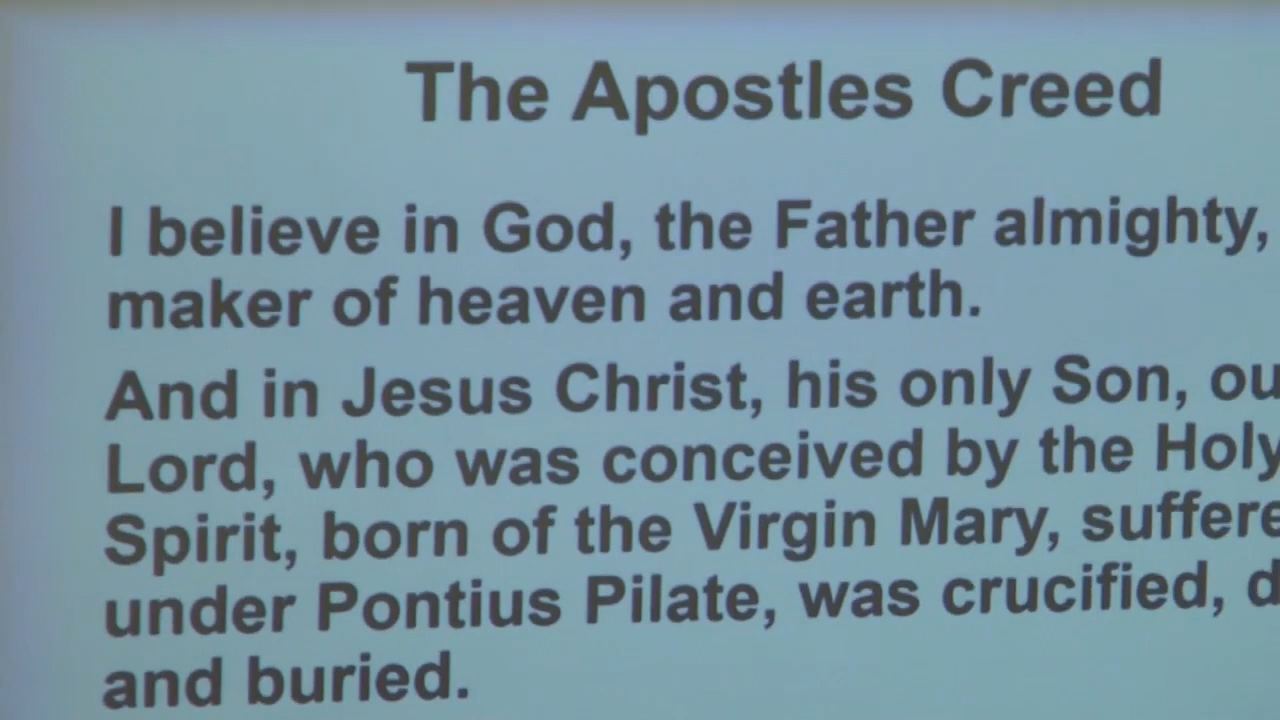 The Apostles Creed
I believe in God, the Father almighty,
maker of heaven and earth.
And in Jesus Christ, his only Son, ou
Lord, who was conceived by the Holy
Spirit, born of the Virgin Mary, suffere
under Pontius Pilate, was crucified, d
and buried.